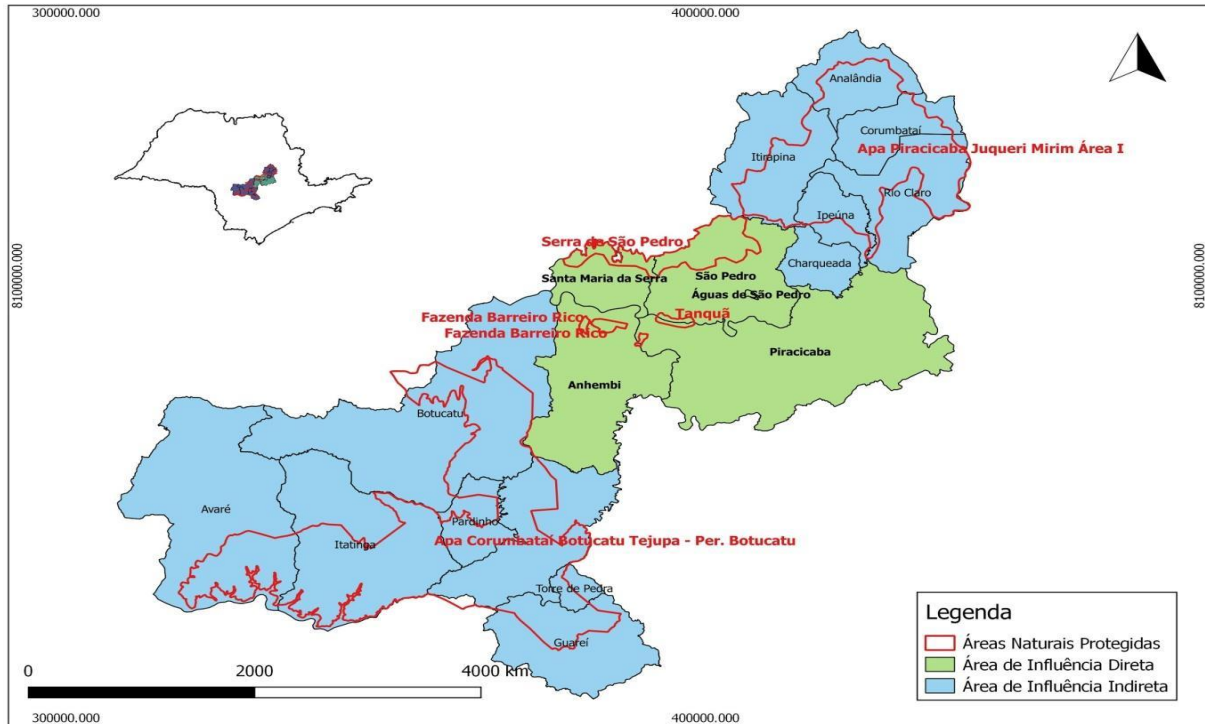 300000.000
400000.000
Analândia
Corumbataí
Apa Piracicaba Juqueri Mirim Área I
Itirapina
Rio Claro
Ipeúna
Serra de São Pedro
8100000.000
8100000.000
Charqueada
Santa Maria da Serra
São Pedro
Águas de São Pedro
Fazenda Barreiro Rico
Tanquã
Fazenda Barreiro Rico
Piracicaba
Anhembi
Botucatu
Avaré
Pardinho
Itatinga
Apa Corumbataí Botucatu Tejupa - Per. Botucatu
Torre de Pedra
Guareí
Legenda
Áreas Naturais Protegidas
Área de Influência Direta
Área de Influência Indireta
0
2000
4000 km
300000.000
400000.000